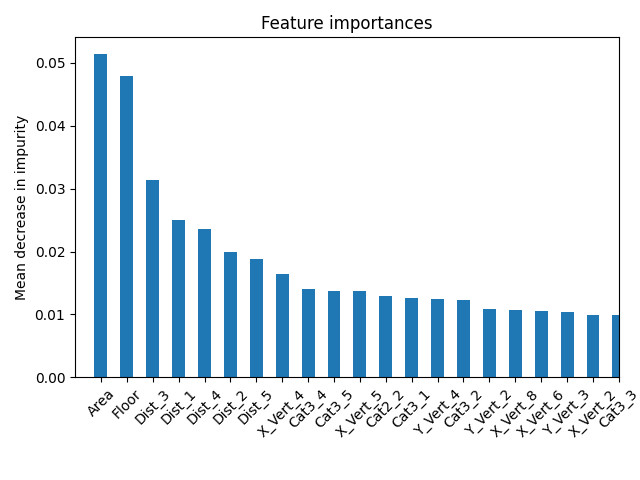 Feature importances
Mean decrease in impurity
0.05
0.04
0.03
0.02
0.01
0.00
Area
Floor
Dist_3
Dist_1
Dist_4
Dist_2
Dist_5
X_Vert_4
Cat3_4
Cat3_5
X_Vert_5
Cat2_2
Cat3_1
Y_Vert_4
Cat3_2
Y_Vert_2
X_Vert_8
X_Vert_6
Y_Vert_3
X_Vert_2
Cat3_3